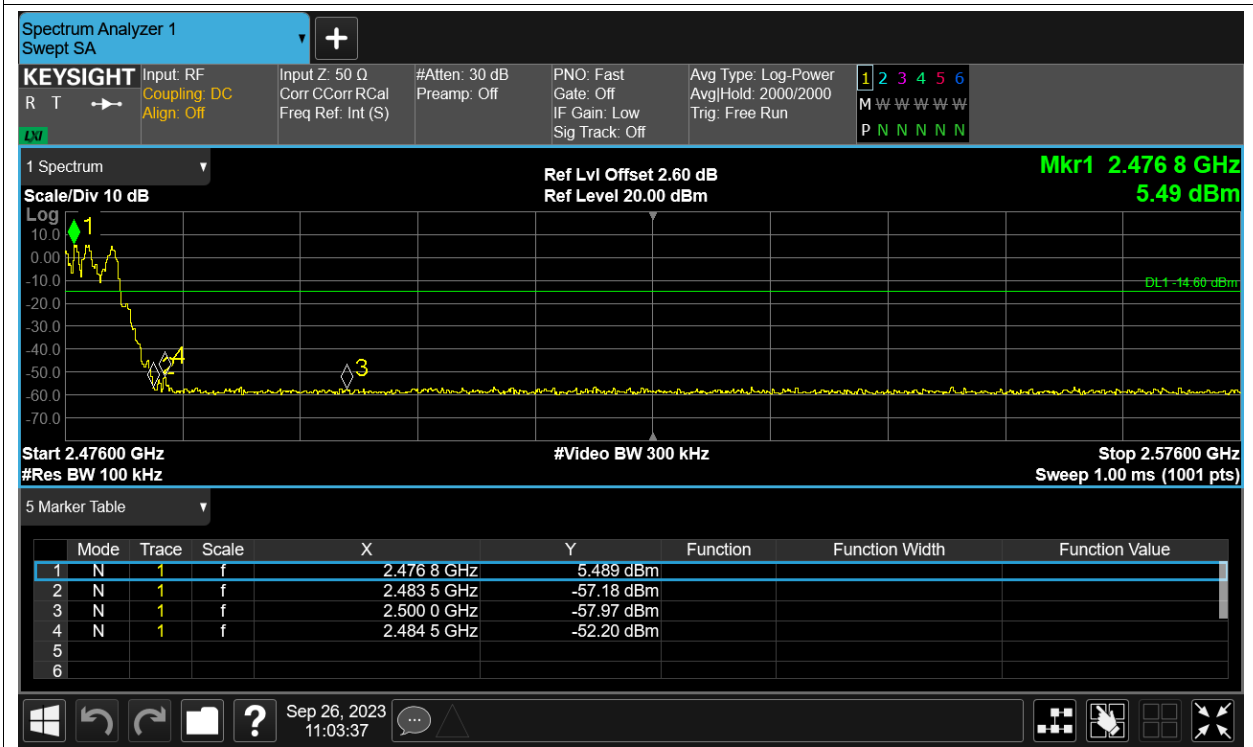 Spectrum Analyzer 1
Swept SA
+
KEYSIGHT Input: RF Input Z: 50 Ω #Atten: 30 dB PNO: Fast Avg Type: Log-Power 1 2 3 4 5 6
R T Coupling: DC Corr CCorr RCal Preamp: Off Gate: Off Avg|Hold: 2000/2000 M W W W W W W
Align: Off Freq Ref: Int (S) IF Gain: Low Trig: Free Run
LXI Sig Track: Off P N N N N N
1 Spectrum Ref Lvl Offset 2.60 dB Mkr1 2.476 8 GHz
Scale/Div 10 dB Ref Level 20.00 dBm 5.49 dBm
Log
1
10.0
0.00
-10.0
DL1 -14.60 dBm
-20.0
-30.0
-40.0
2 4 3
-50.0
-60.0
-70.0
Start 2.47600 GHz #Video BW 300 kHz Stop 2.57600 GHz
#Res BW 100 kHz Sweep 1.00 ms (1001 pts)
5 Marker Table
Mode Trace Scale X Y Function Function Width Function Value
1 N 1 f 2.476 8 GHz 5.489 dBm
2 N 1 f 2.483 5 GHz -57.18 dBm
3 N 1 f 2.500 0 GHz -57.97 dBm
4 N 1 f 2.484 5 GHz -52.20 dBm
5
6
? Sep 26, 2023
11:03:37